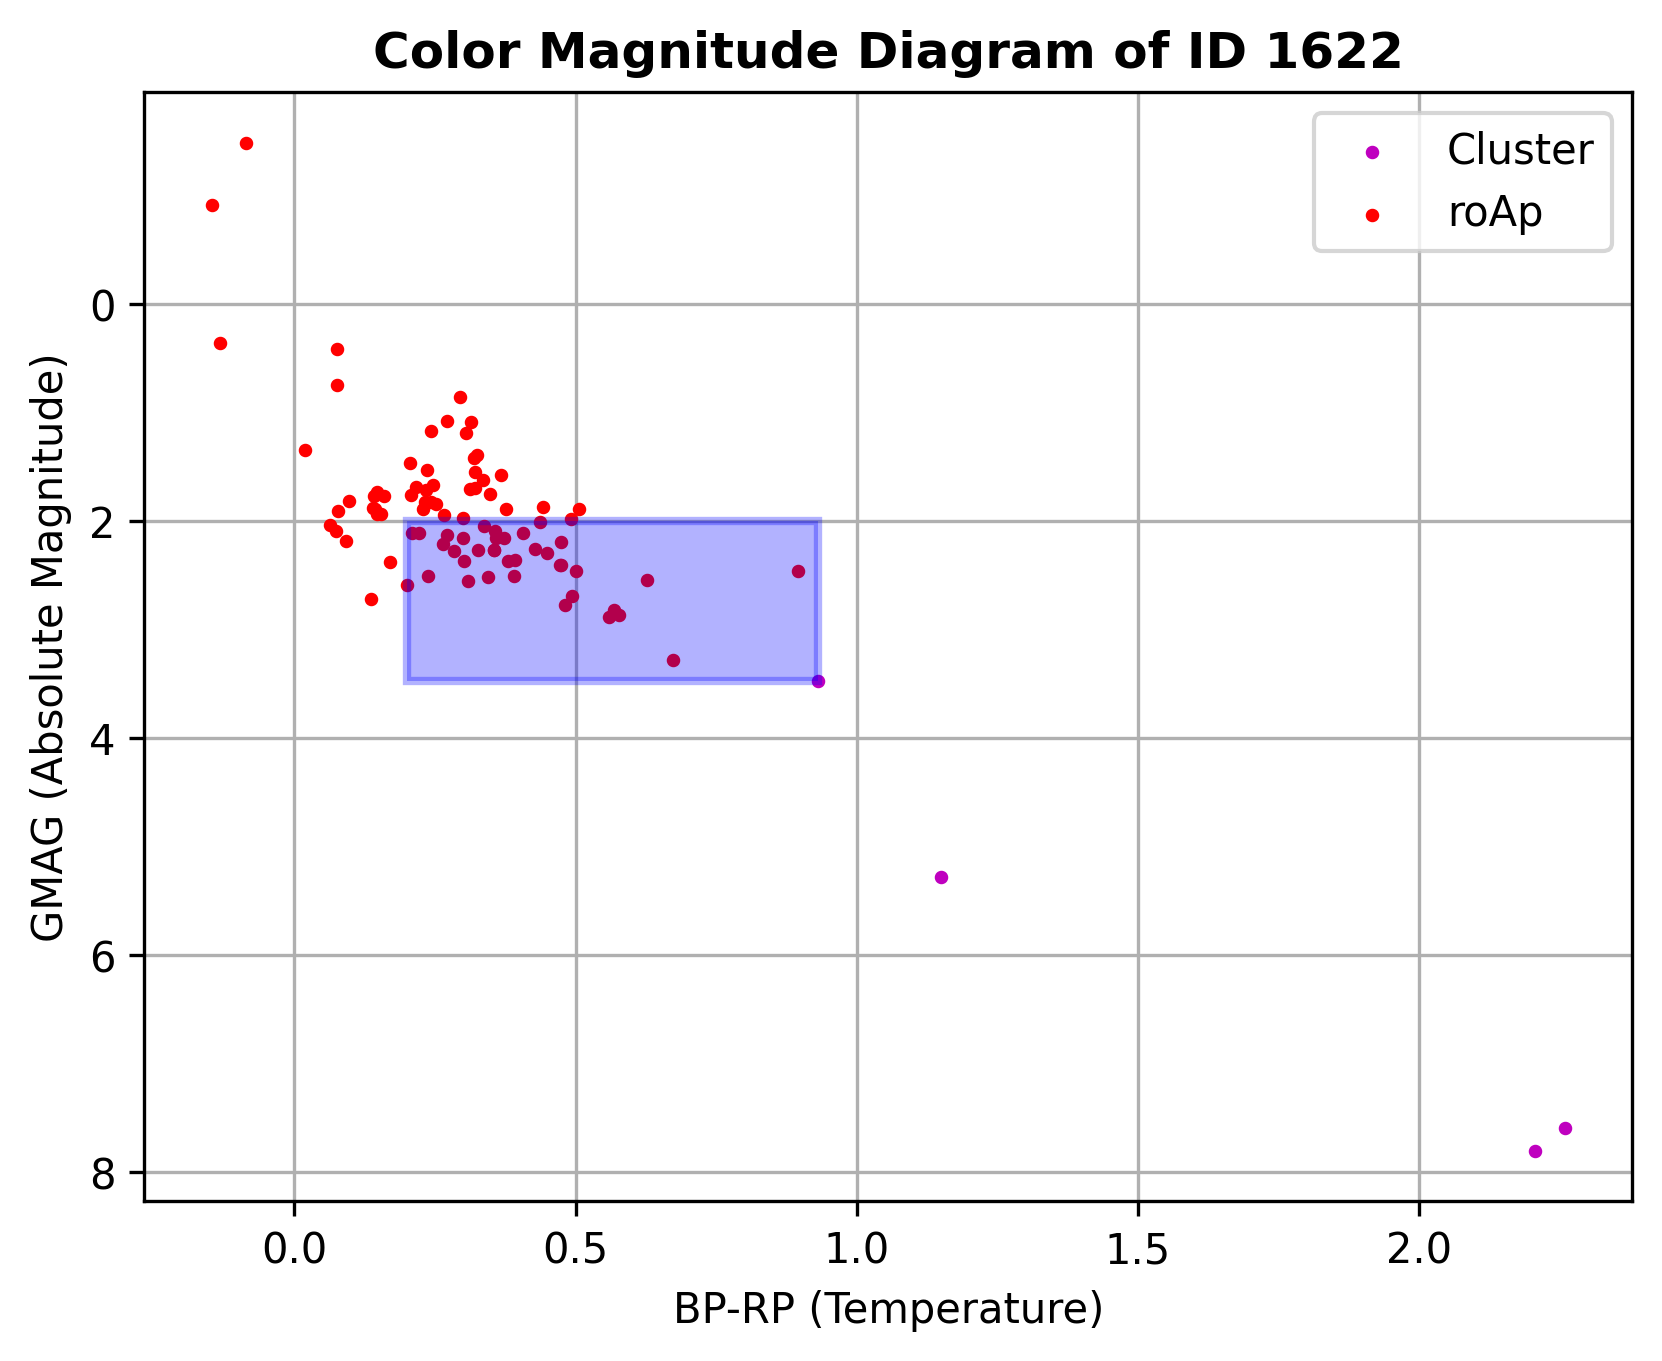 Color Magnitude Diagram of ID 1622
Cluster
roAp
GMAG (Absolute Magnitude)
0
2
4
6
8
0.0 0.5 1.0 1.5 2.0
BP-RP (Temperature)